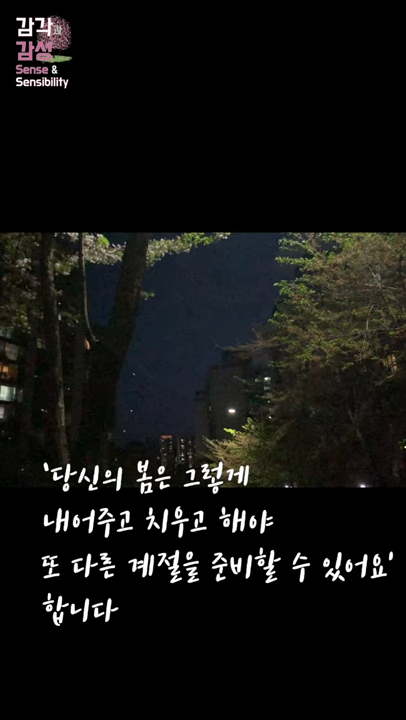 감각과
감성
Sense &
Sensibility
'당신의 봄은 그렇게
내어주고 치우고 해야
또 다른 계절을 준비할 수 있어요'
합니다